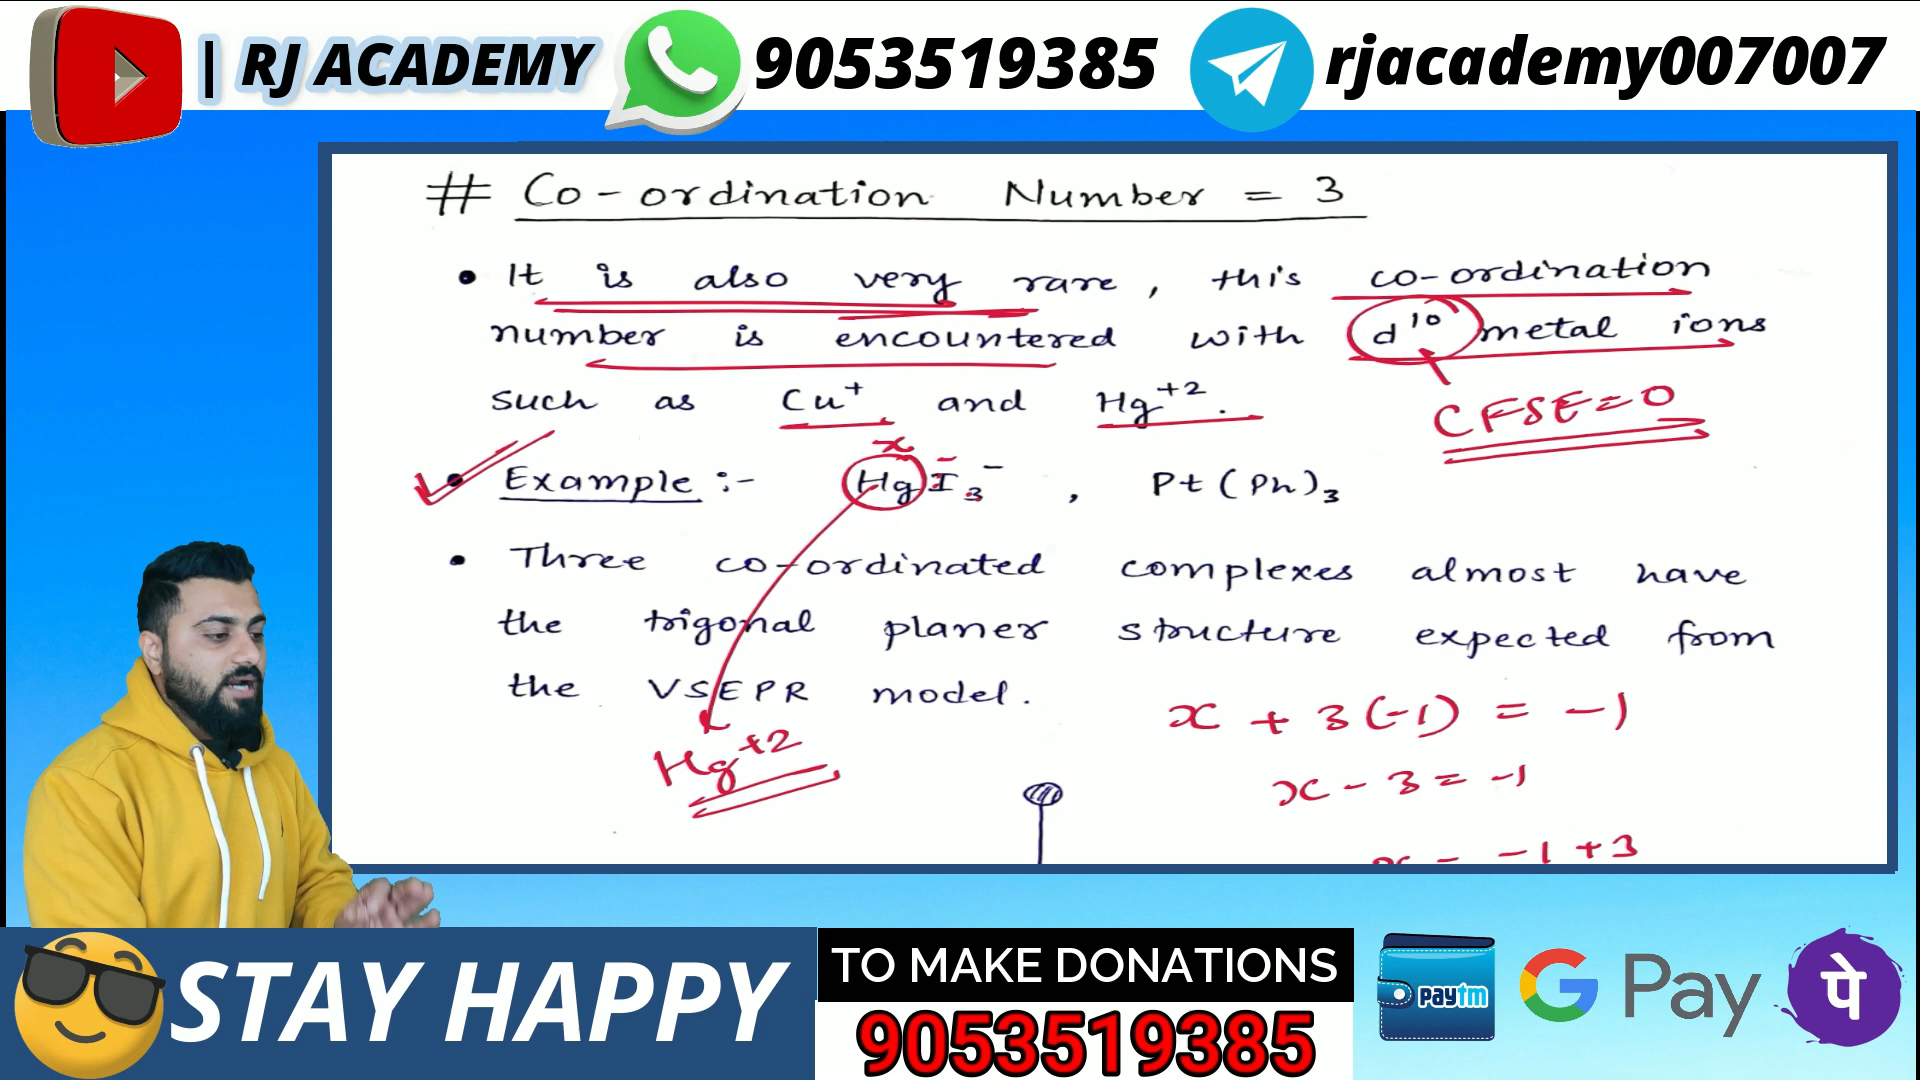 | RJ ACADEMY 9053519385 rjacademy007007
# Co-ordination Number = 3
• It is also very rare, this co-ordination
number is encountered with d¹⁰ metal ions
such as Cu⁺ and Hg⁺².
CFSE=0
x
• Example :- HgI₃⁻ , Pt(Ph)₃
• Three co-ordinated complexes almost have
the trigonal planer structure expected from
the VSEPR model.
Hg⁺²
x + 3(-1) = -1
x - 3 = -1
x = -1 + 3
STAY HAPPY
TO MAKE DONATIONS
9053519385
paytm
G Pay
पे